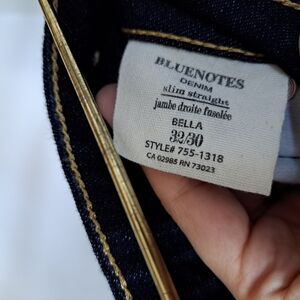 BLUENOTES
DENIM
slim straight
jambe droite fuselée
BELLA
32/30
STYLE# 755-1318
CA 02985 RN 73023